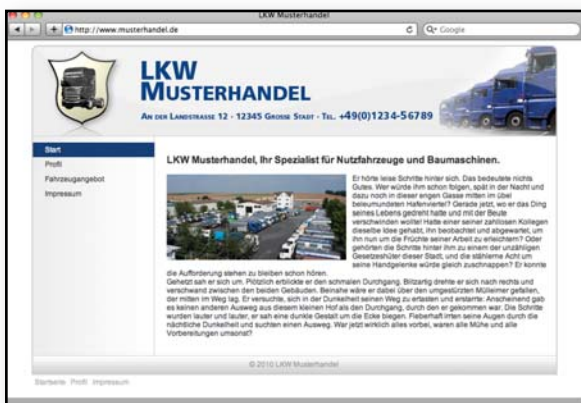 LKW Musterhandel
http://www.musterhandel.de
Google
LKW
MUSTERHANDEL
AN DER LANDSTRASSE 12 - 12345 GROSSE STADT - TEL. +49(0)1234-56789
Start
Profil
Fahrzeugangebot
Impressum
LKW Musterhandel, Ihr Spezialist für Nutzfahrzeuge und Baumaschinen.
Er hörte leise Schritte hinter sich. Das bedeutete nichts
Gutes. Wer würde ihm schon folgen, spät in der Nacht und
dazu noch in dieser engen Gasse mitten im übel
beleumundeten Hafenviertel? Gerade jetzt, wo er das Ding
seines Lebens gedreht hatte und mit der Beute
verschwinden wollte! Hatte einer seiner zahllosen Kollegen
dieselbe Idee gehabt, ihn beobachtet und abgewartet, um
ihn nun um die Früchte seiner Arbeit zu erleichtern? Oder
gehörten die Schritte hinter ihm zu einem der unzähligen
Gesetzeshüter dieser Stadt, und die stählerne Acht um
seine Handgelenke würde gleich zuschnappen? Er konnte
die Aufforderung stehen zu bleiben schon hören.
Gehetzt sah er sich um. Plötzlich erblickte er den schmalen Durchgang. Blitzartig drehte er sich nach rechts und
verschwand zwischen den beiden Gebäuden. Beinahe wäre er dabei über den umgestürzten Mülleimer gefallen,
der mitten im Weg lag. Er versuchte, sich in der Dunkelheit seinen Weg zu ertasten und erstarrte: Anscheinend gab
es keinen anderen Ausweg aus diesem kleinen Hof als den Durchgang, durch den er gekommen war. Die Schritte
wurden lauter und lauter, er sah eine dunkle Gestalt um die Ecke biegen. Fieberhaft irrten seine Augen durch die
nächtliche Dunkelheit und suchten einen Ausweg. War jetzt wirklich alles vorbei, waren alle Mühe und alle
Vorbereitungen umsonst?
© 2010 LKW Musterhandel
Startseite Profil Impressum